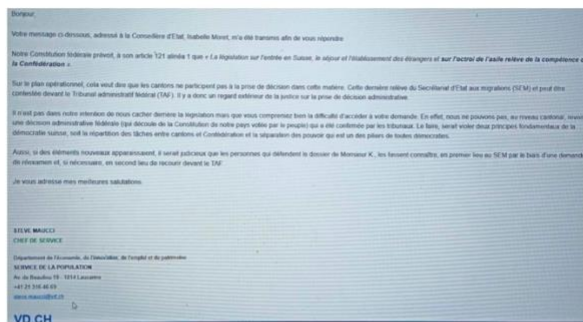 Bonjour,
Votre message ci-dessous, adressé à la Conseillère d'Etat, Isabelle Moret, m'a été transmis afin de vous répondre
Notre Constitution fédérale prévoit, à son article 121 alinéa 1 que « La législation sur l'entrée en Suisse, le séjour et l'établissement des étrangers et sur l'octroi de l'asile relève de la compétence d
la Confédération ».
Sur le plan opérationnel, cela veut dire que les cantons ne participent pas à la prise de décision dans cette matière. Cette dernière relève du Secrétariat d'Etat aux migrations (SEM) et peut être
contestée devant le Tribunal administratif fédéral (TAF). Il y a donc un regard extérieur de la justice sur la prise de décision administrative.
Il n'est pas dans notre intention de nous cacher derrière la législation mais que vous compreniez bien la difficulté d'accéder à votre demande. En effet, nous ne pouvons pas, au niveau cantonal,
une décision administrative fédérale (qui découle de la Constitution de notre pays votée par le peuple) qui a été confirmée par les tribunaux. Le faire, serait violer deux principes fondamentaux de la
démocratie suisse, soit la répartition des tâches entre cantons et Confédération et la séparation des pouvoir qui est un des piliers de toutes démocraties.
Aussi, si des éléments nouveaux apparaissaient, il serait judicieux que les personnes qui défendent le dossier de Monsieur K., les fassent connaître, en premier lieu au SEM par le biais d'une demand
de réexamen et, si nécessaire, en second lieu de recourir devant le TAF.
Je vous adresse mes meilleures salutations.
STEVE MAUCCI
CHEF DE SERVICE
Département de l'économie, de l'innovation, de l'emploi et du patrimoine
SERVICE DE LA POPULATION
Av. de Beaulieu 19 - 1014 Lausanne
steve.maucci@vd.ch
VD.CH